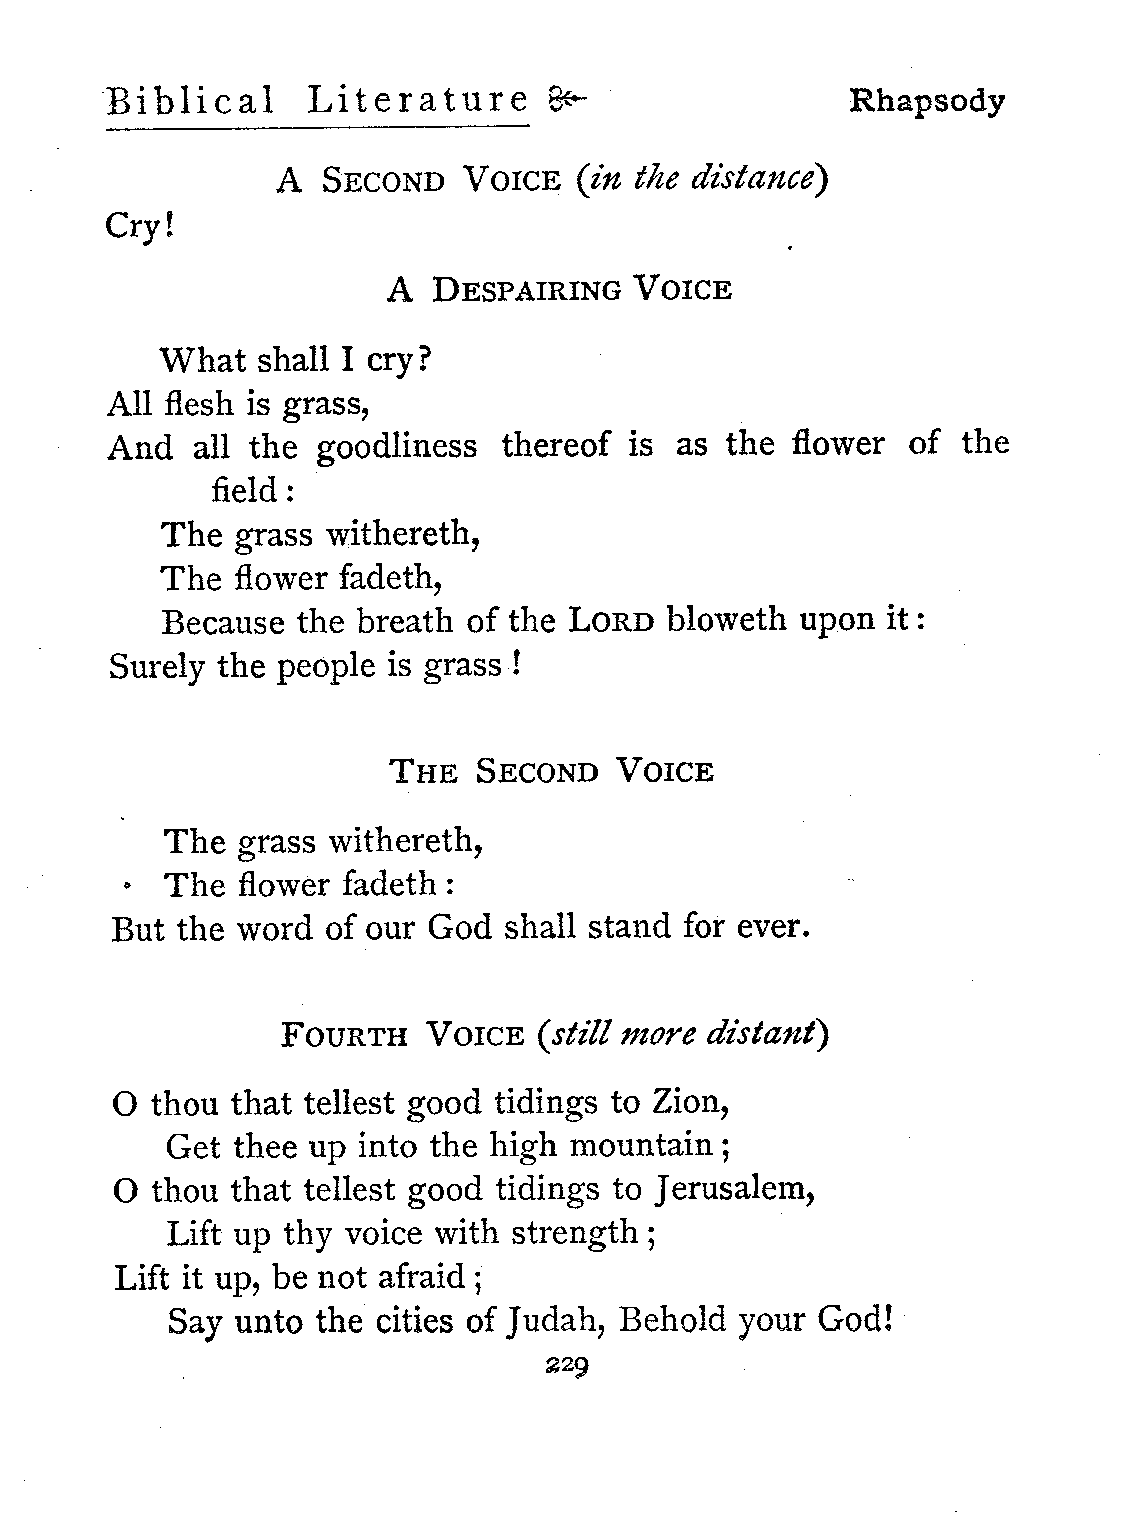 Biblical Literature Rhapsody
A SECOND VOICE (in the distance)
Cry!
A DESPAIRING VOICE
What shall I cry?
All flesh is grass,
And all the goodliness thereof is as the flower of the
field:
The grass withereth,
The flower fadeth,
Because the breath of the LORD bloweth upon it:
Surely the people is grass!
THE SECOND VOICE
The grass withereth,
The flower fadeth:
But the word of our God shall stand for ever.
FOURTH VOICE (still more distant)
O thou that tellest good tidings to Zion,
Get thee up into the high mountain;
O thou that tellest good tidings to Jerusalem,
Lift up thy voice with strength;
Lift it up, be not afraid;
Say unto the cities of Judah, Behold your God!
229